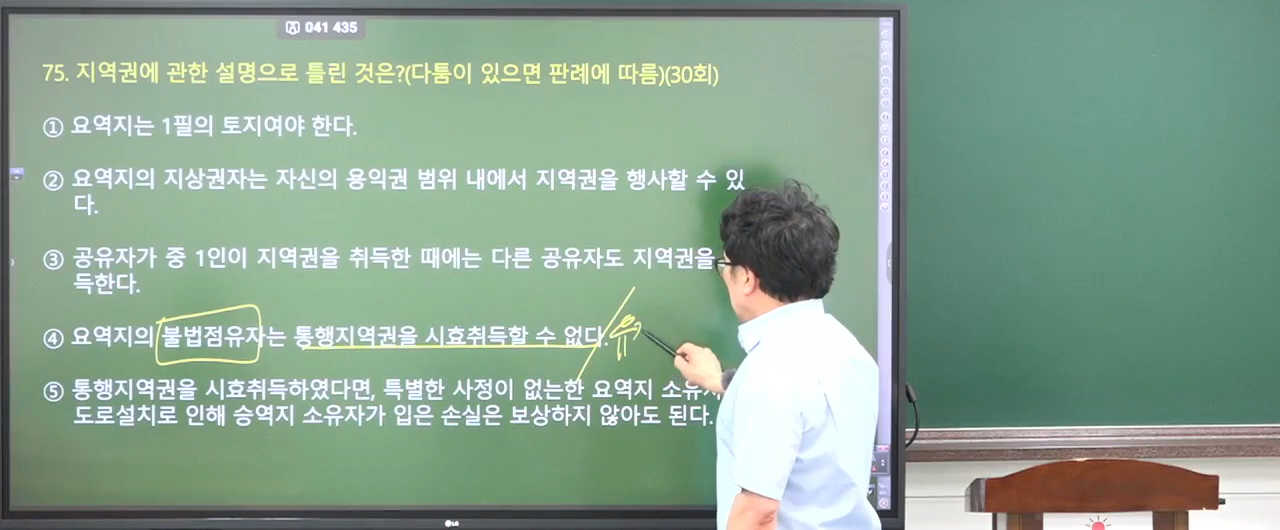 041 435
75. 지역권에 관한 설명으로 틀린 것은?(다툼이 있으면 판례에 따름)(30회)
① 요역지는 1필의 토지여야 한다.
② 요역지의 지상권자는 자신의 용익권 범위 내에서 지역권을 행사할 수 있
다.
③ 공유자가 중 1인이 지역권을 취득한 때에는 다른 공유자도 지역권을
득한다.
④ 요역지의 불법점유자는 통행지역권을 시효취득할 수 없다.
⑤ 통행지역권을 시효취득하였다면, 특별한 사정이 없는한 요역지 소유
도로설치로 인해 승역지 소유자가 입은 손실은 보상하지 않아도 된다.
LG